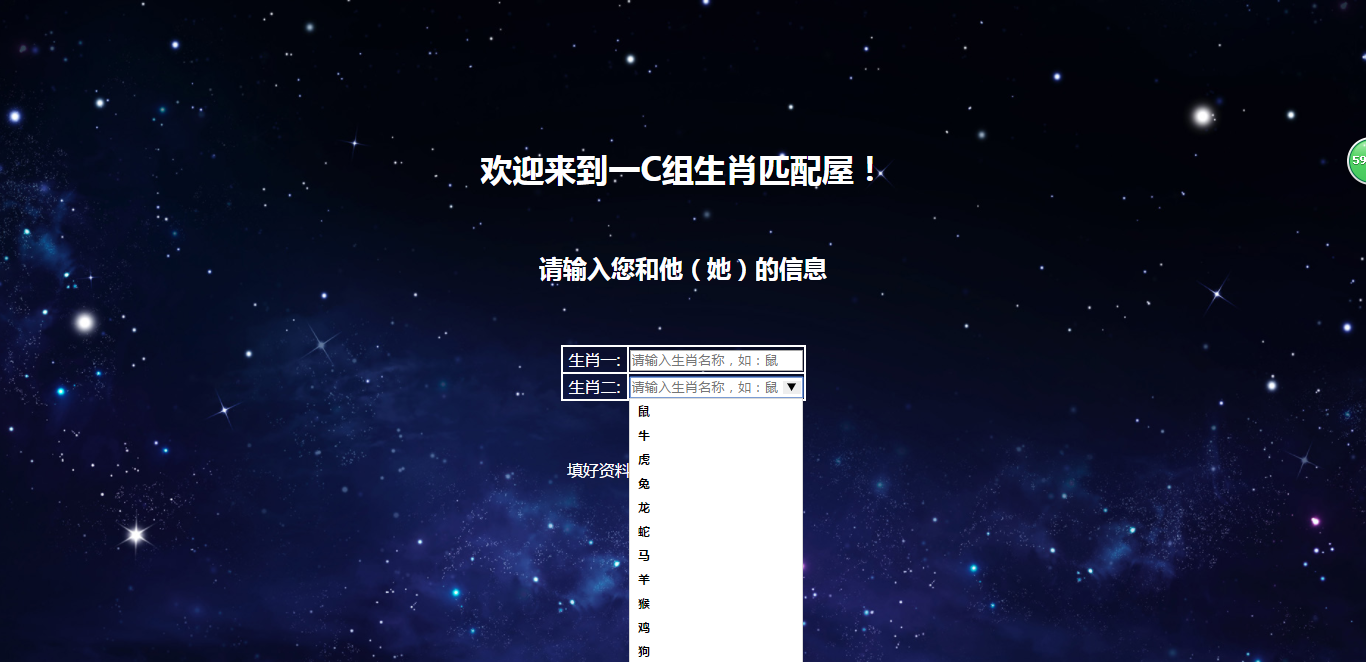 欢迎来到一C组生肖匹配屋！
59
请输入您和他（她）的信息
生肖一: 请输入生肖名称，如：鼠
生肖二: 请输入生肖名称，如：鼠 ▼
鼠
牛
虎
兔
填好资料
龙
蛇
马
羊
猴
鸡
狗